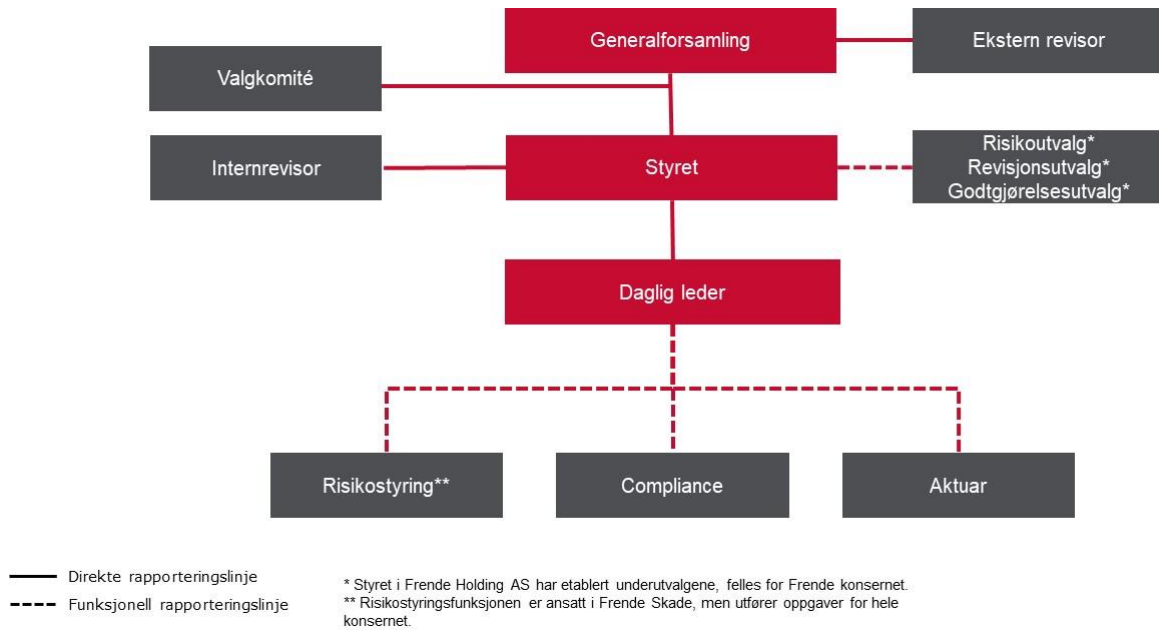 Generalforsamling
Ekstern revisor
Valgkomité
Internrevisor
Styret
Risikoutvalg*
Revisjonsutvalg*
Godtgjørelsesutvalg*
Daglig leder
Risikostyring**
Compliance
Aktuar
Direkte rapporteringslinje
Funksjonell rapporteringslinje
* Styret i Frende Holding AS har etablert underutvalgene, felles for Frende konsernet.
** Risikostyringsfunksjonen er ansatt i Frende Skade, men utfører oppgaver for hele
konsernet.